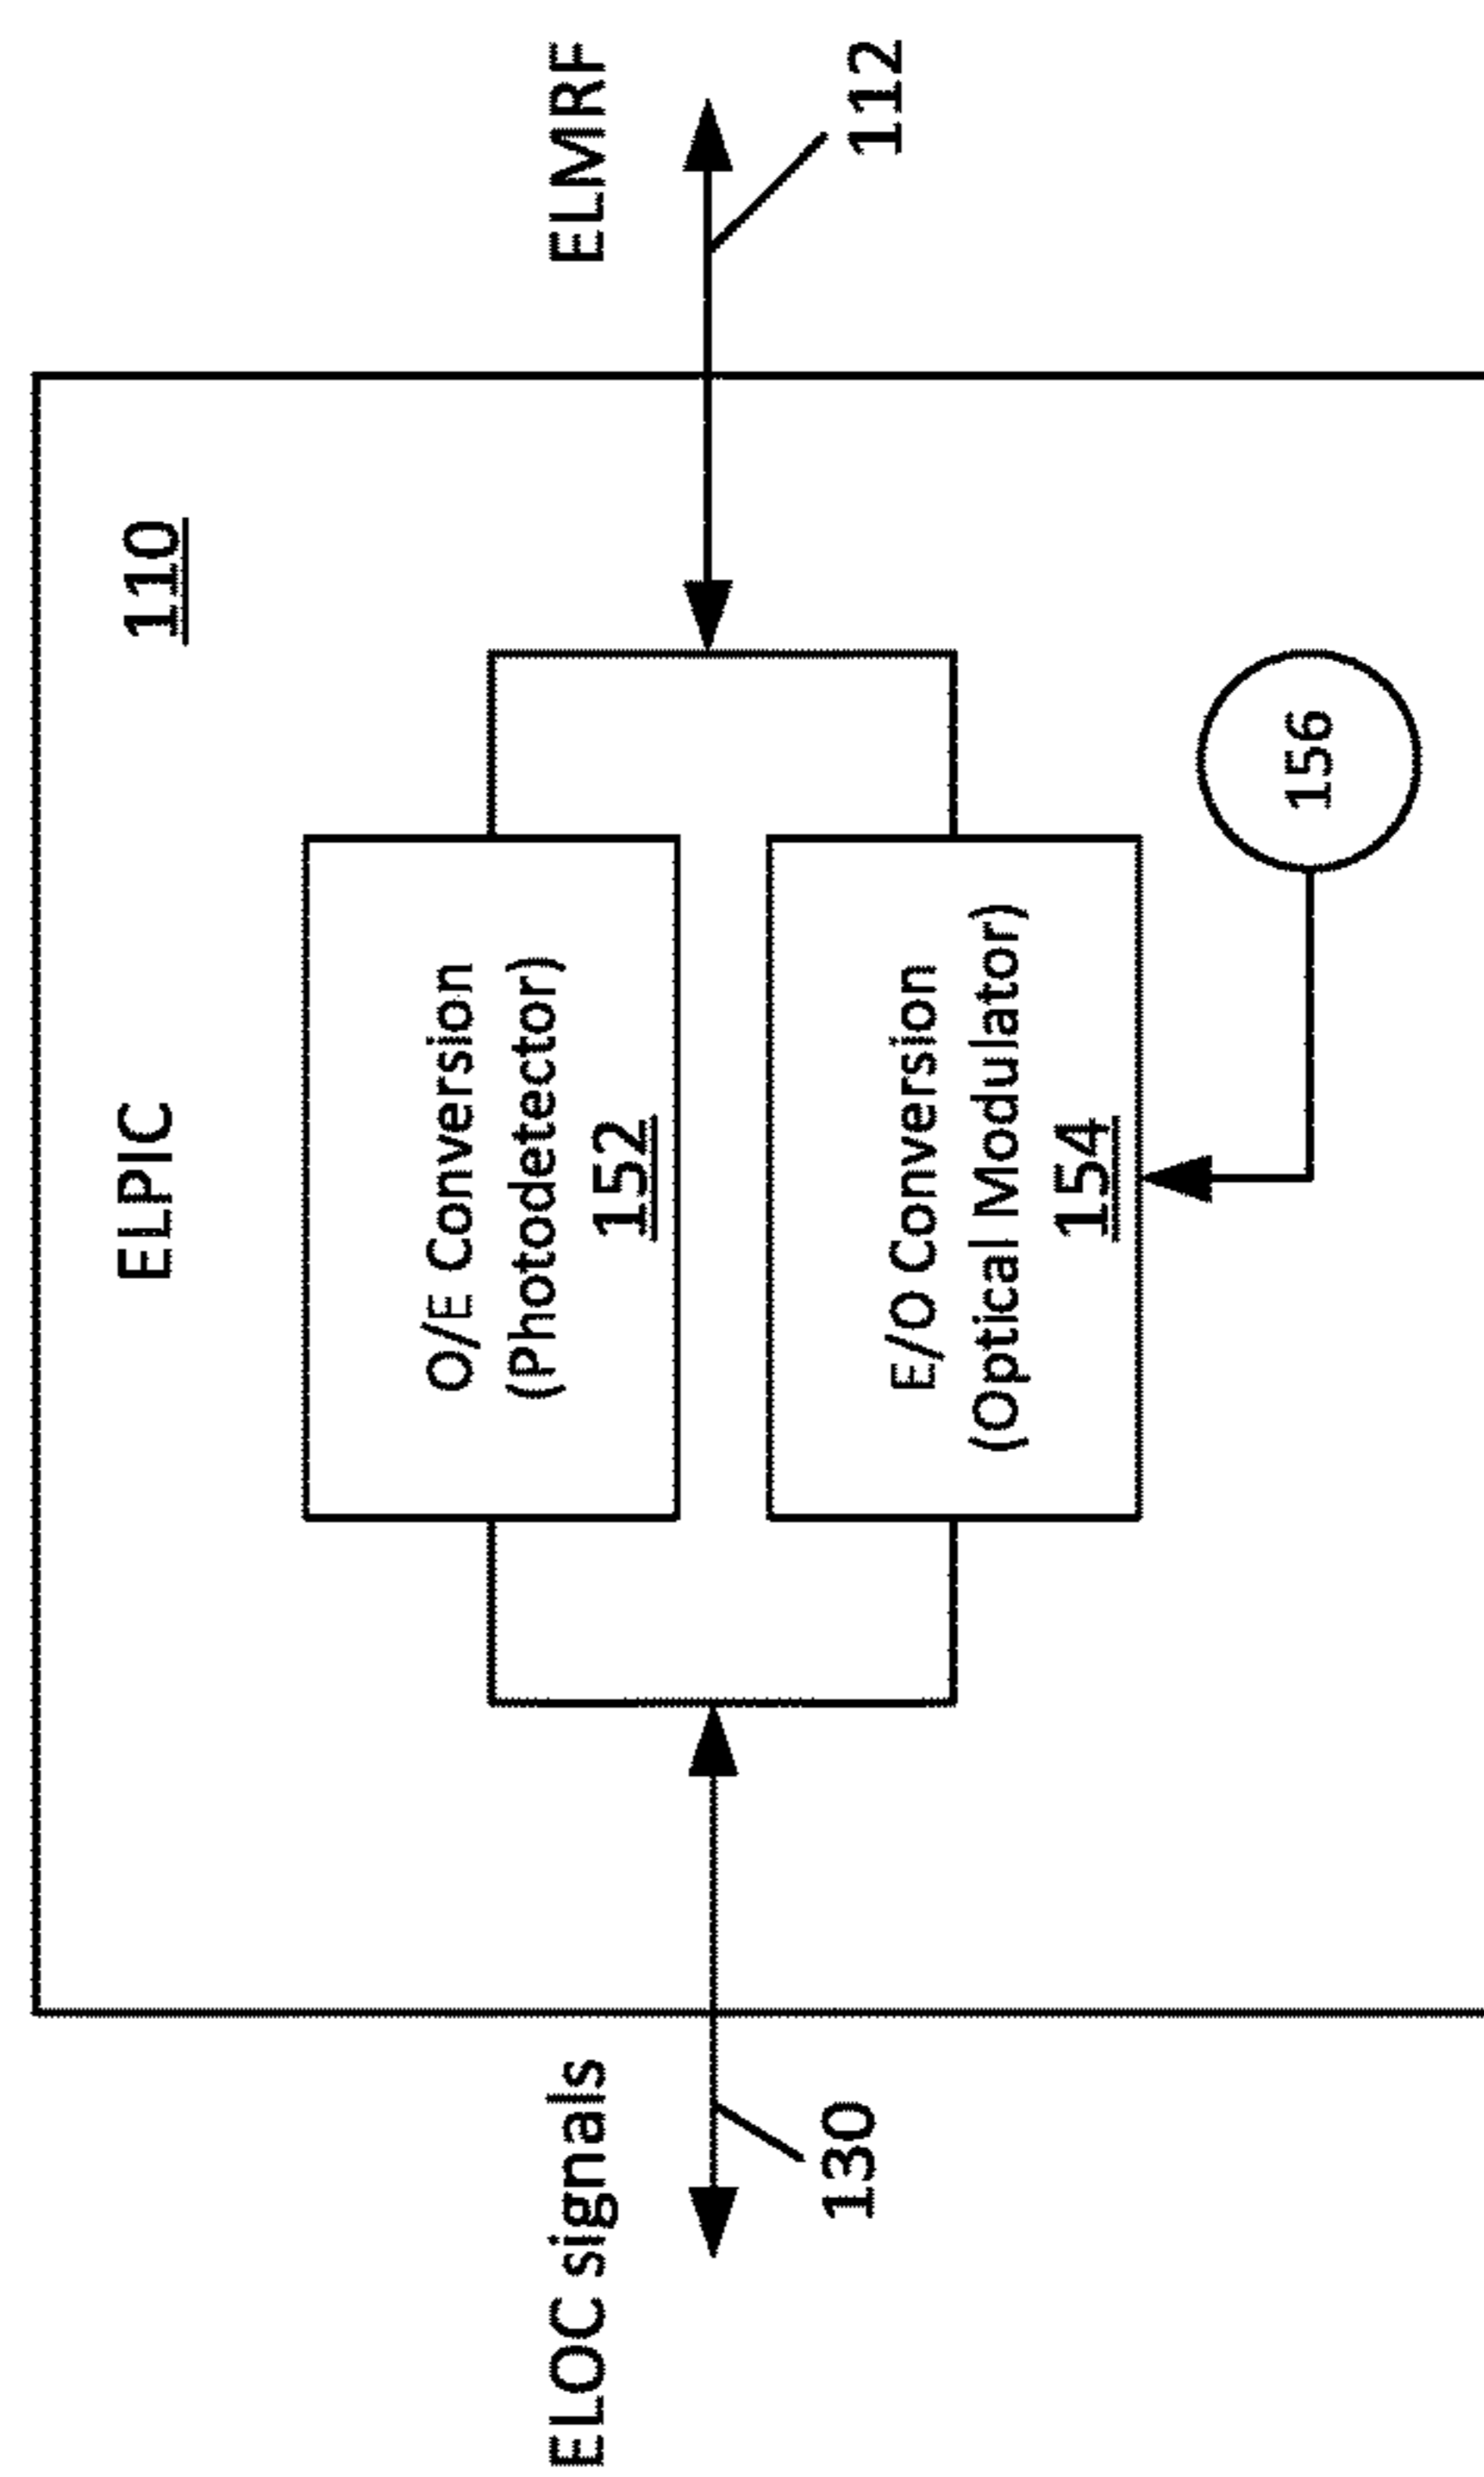 ELPIC
110
ELOC signals
130
O/E Conversion
(Photodetector)
152
ELMRF
112
E/O Conversion
(Optical Modulator)
154
156